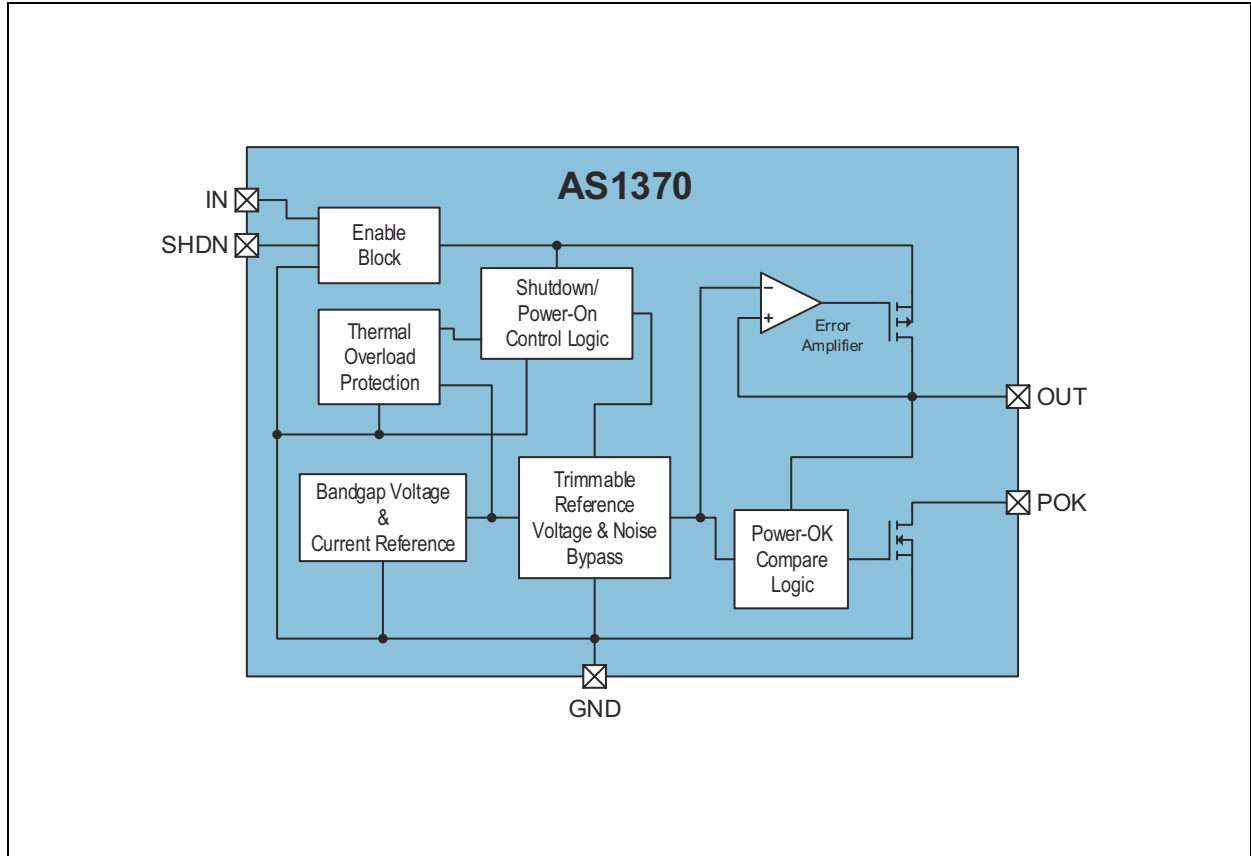 AS1370
IN
SHDN
Enable
Block
Shutdown/
Power-On
Control Logic
Thermal
Overload
Protection
−
+
Error
Amplifier
OUT
Bandgap Voltage
&
Current Reference
Trimmable
Reference
Voltage & Noise
Bypass
Power-OK
Compare
Logic
POK
GND